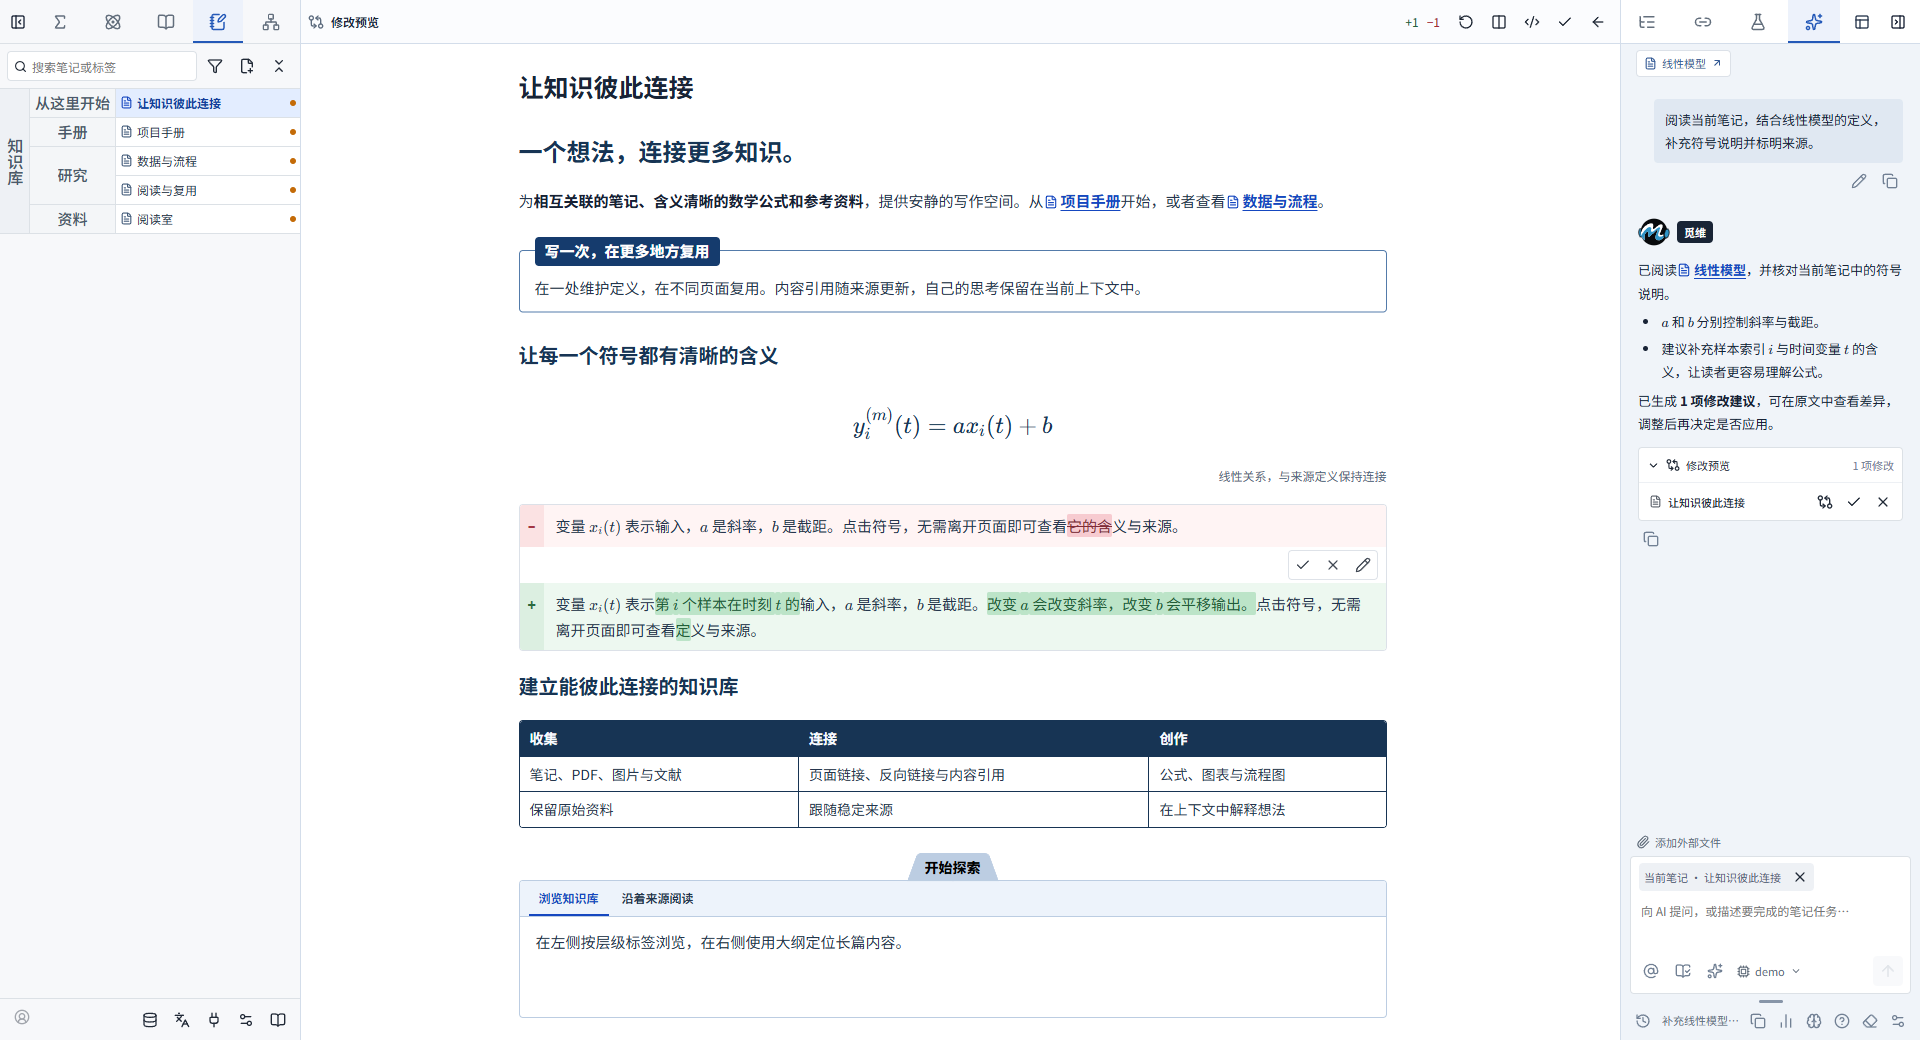 修改预览
+1 −1
搜索笔记或标签
知识库
从这里开始
让知识彼此连接
手册
项目手册
研究
数据与流程
阅读与复用
资料
阅读室
让知识彼此连接
一个想法，连接更多知识。
为相互关联的笔记、含义清晰的数学公式和参考资料，提供安静的写作空间。从项目手册开始，或者查看数据与流程。
写一次，在更多地方复用
在一处维护定义，在不同页面复用。内容引用随来源更新，自己的思考保留在当前上下文中。
让每一个符号都有清晰的含义
y_i^{(m)}(t) = ax_i(t) + b
线性关系，与来源定义保持连接
− 变量 x_i(t) 表示输入，a 是斜率，b 是截距。点击符号，无需离开页面即可查看它的含义与来源。
+ 变量 x_i(t) 表示第 i 个样本在时刻 t 的输入，a 是斜率，b 是截距。改变 a 会改变斜率，改变 b 会平移输出。点击符号，无需
离开页面即可查看定义与来源。
建立能彼此连接的知识库
收集 连接 创作
笔记、PDF、图片与文献 页面链接、反向链接与内容引用 公式、图表与流程图
保留原始资料 跟随稳定来源 在上下文中解释想法
开始探索
浏览知识库 沿着来源阅读
在左侧按层级标签浏览，在右侧使用大纲定位长篇内容。
线性模型
阅读当前笔记，结合线性模型的定义，
补充符号说明并标明来源。
觅维
已阅读线性模型，并核对当前笔记中的符号
说明。
• a 和 b 分别控制斜率与截距。
• 建议补充样本索引 i 与时间变量 t 的含
义，让读者更容易理解公式。
已生成 1 项修改建议，可在原文中查看差异，
调整后再决定是否应用。
修改预览 1 项修改
让知识彼此连接
添加外部文件
当前笔记 · 让知识彼此连接
向 AI 提问，或描述要完成的笔记任务…
demo
补充线性模型…